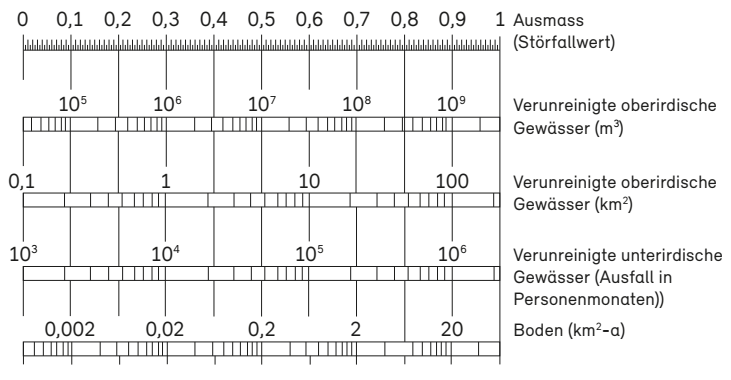 0 0,1 0,2 0,3 0,4 0,5 0,6 0,7 0,8 0,9 1
Ausmass
(Störfallwert)
10⁵ 10⁶ 10⁷ 10⁸ 10⁹
Verunreinigte oberirdische
Gewässer (m³)
0,1 1 10 100
Verunreinigte oberirdische
Gewässer (km²)
10³ 10⁴ 10⁵ 10⁶
Verunreinigte unterirdische
Gewässer (Ausfall in
Personenmonaten))
0,002 0,02 0,2 2 20
Boden (km²-a)